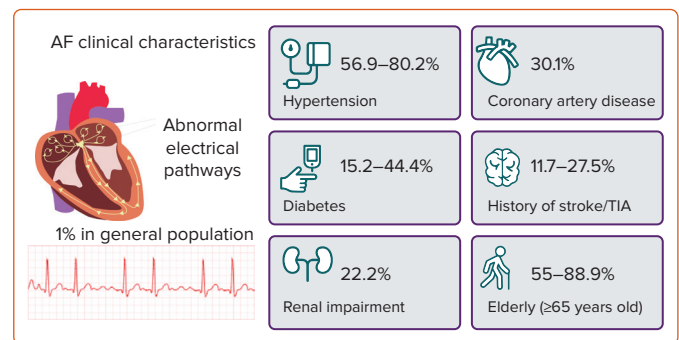 AF clinical characteristics
Abnormal
electrical
pathways
1% in general population
56.9–80.2%
Hypertension
30.1%
Coronary artery disease
15.2–44.4%
Diabetes
11.7–27.5%
History of stroke/TIA
22.2%
Renal impairment
55–88.9%
Elderly (≥65 years old)